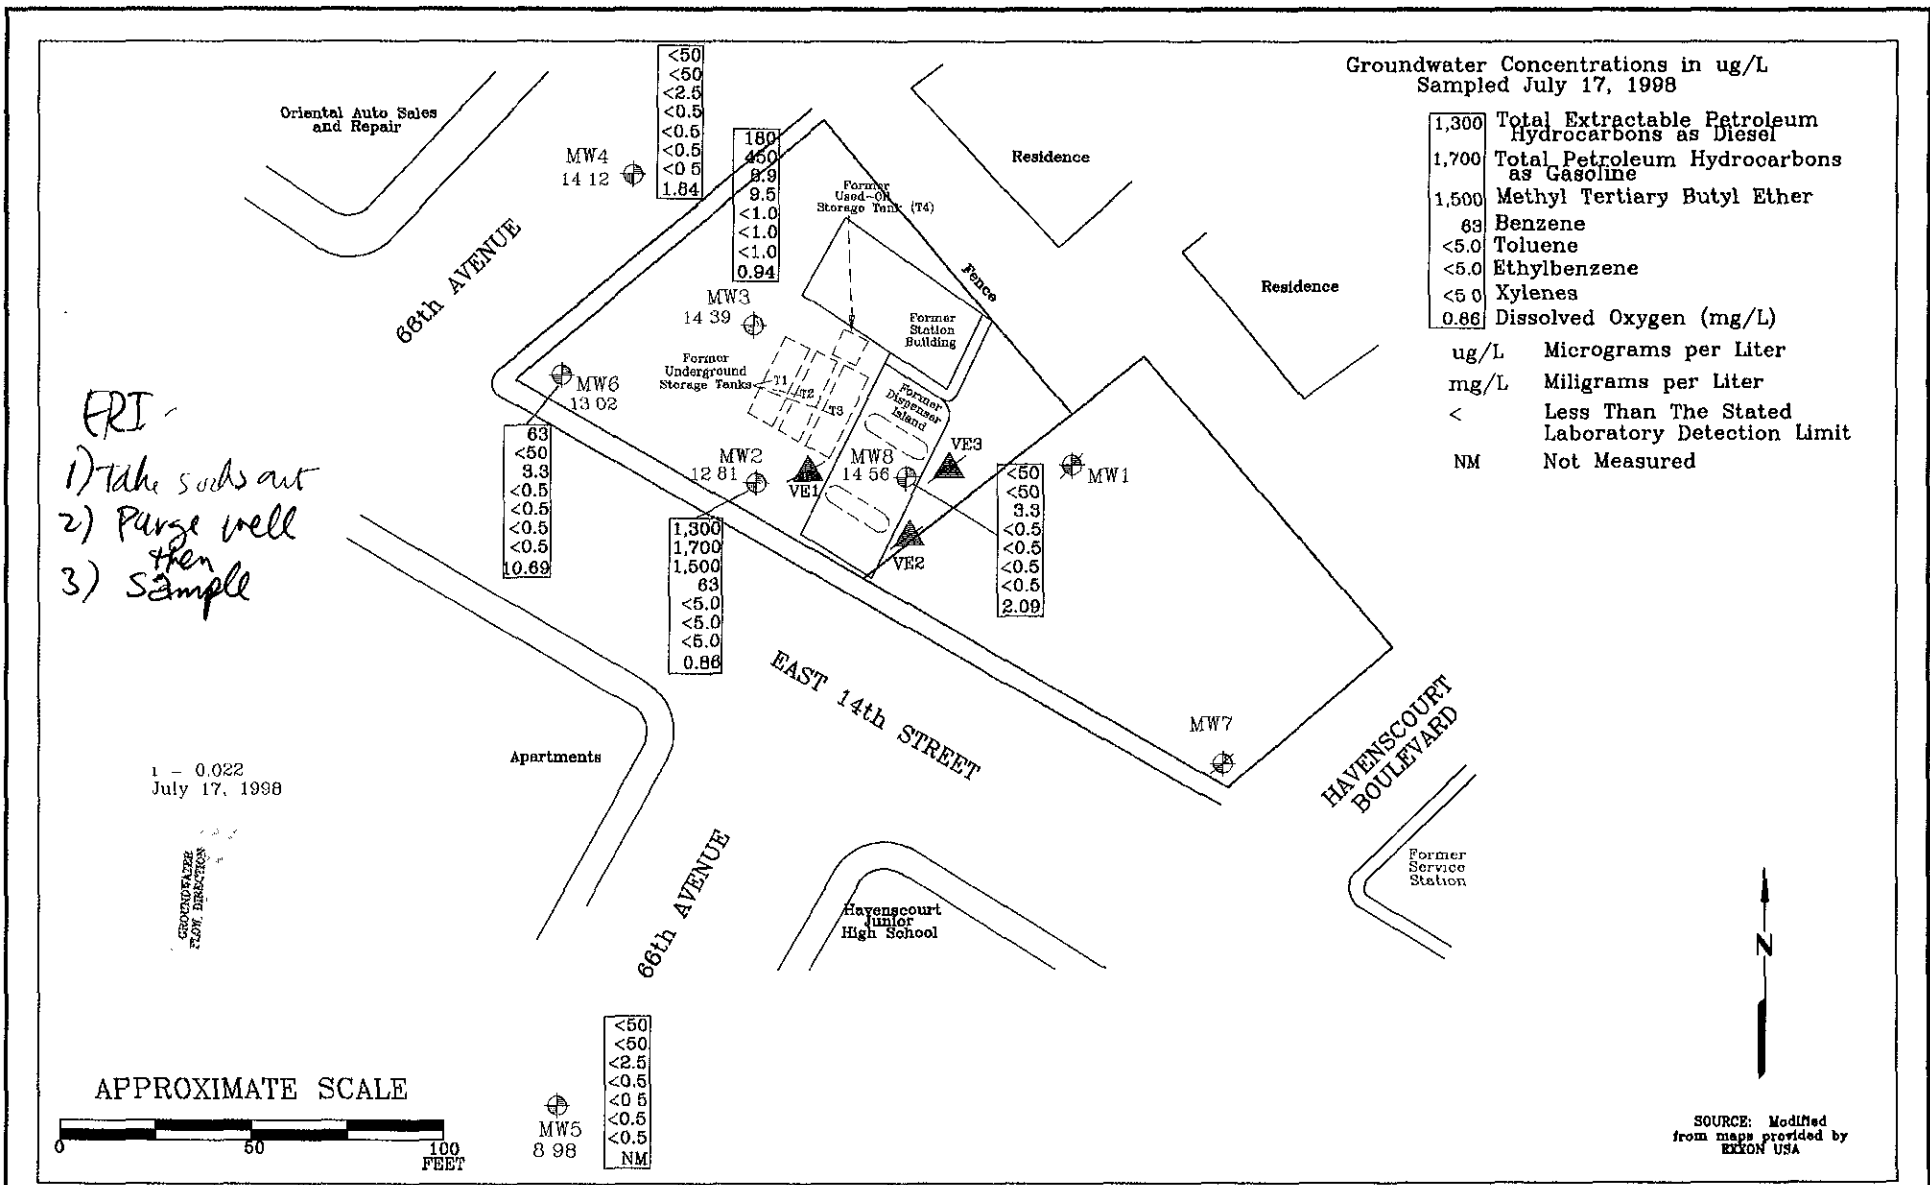 Groundwater Concentrations in ug/L
Sampled July 17, 1998
1,300 Total Extractable Petroleum
Hydrocarbons as Diesel
1,700 Total Petroleum Hydrocarbons
as Gasoline
1,500 Methyl Tertiary Butyl Ether
63 Benzene
<5.0 Toluene
<5.0 Ethylbenzene
<5 0 Xylenes
0.86 Dissolved Oxygen (mg/L)
ug/L Micrograms per Liter
mg/L Miligrams per Liter
< Less Than The Stated
Laboratory Detection Limit
NM Not Measured
Oriental Auto Sales
and Repair
MW4
14 12
<50
<50
<2.5
<0.5
<0.5
<0.5
<0 5
1.84
180
450
9.5
<1.0
<1.0
<1.0
0.94
Former
Storage Tank (T4)
Residence
Residence
66th AVENUE
Fence
MW3
14 39
Former
Station
Building
Former
Underground
Storage Tanks
T1
T2
T3
Former
Dispenser
Island
MW6
13 02
63
<50
3.3
<0.5
<0.5
<0.5
<0.5
10.69
MW2
12 81
VE1
MW8
14 56
VE3
VE2
MW1
<50
<50
3.3
<0.5
<0.5
<0.5
<0.5
2.09
1,300
1,700
1,500
63
<5.0
<5.0
<5.0
0.86
ERI
1) Take out
2) Purge well
then
3) Sample
EAST 14th STREET
Apartments
MW7
HAVENSCOURT
BOULEVARD
1 - 0.022
July 17, 1998
GROUNDWATER
FLOW DIRECTION
66th AVENUE
Havenscourt
Junior
High School
Former
Service
Station
N
APPROXIMATE SCALE
0 50 100
FEET
MW5
8 98
<50
<50
<2.5
<0.5
<0 5
<0.5
<0.5
NM
SOURCE: Modified
from maps provided by
EXXON USA